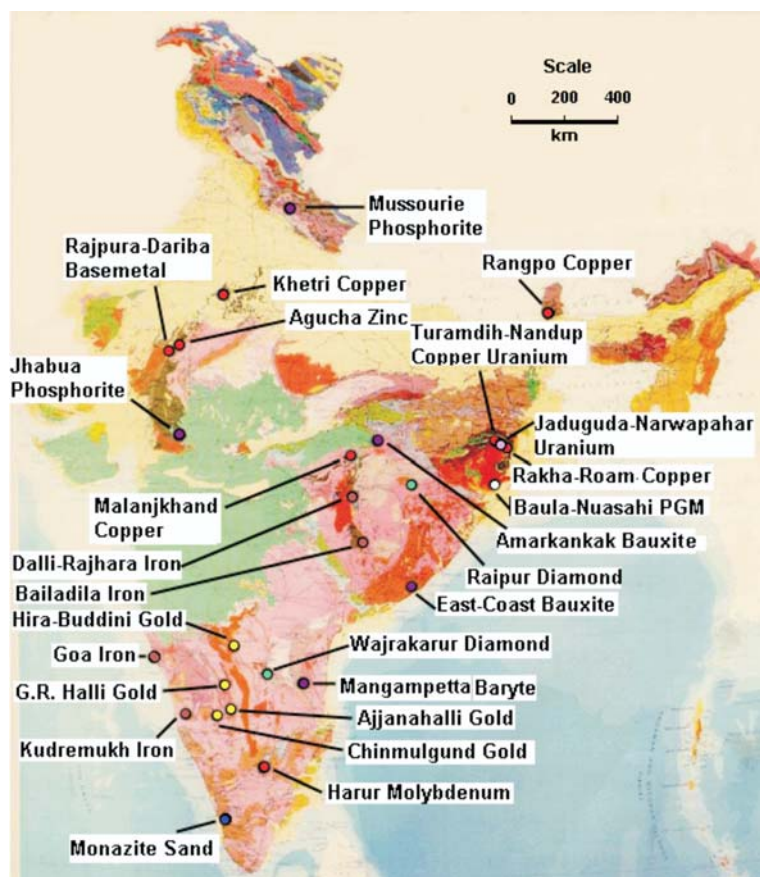 Scale
0 200 400
km
Mussourie
Phosphorite
Rajpura-Dariba
Basemetal
Khetri Copper
Rangpo Copper
Agucha Zinc
Turamdih-Nandup
Copper Uranium
Jhabua
Phosphorite
Jaduguda-Narwapahar
Uranium
Rakha-Roam Copper
Malanjkhand
Copper
Baula-Nuasahi PGM
Amarkankak Bauxite
Dalli-Rajhara Iron
Raipur Diamond
Bailadila Iron
East-Coast Bauxite
Hira-Buddini Gold
Wajrakarur Diamond
Goa Iron
G.R. Halli Gold
Mangampetta Baryte
Ajjanahalli Gold
Kudremukh Iron
Chinmulgund Gold
Harur Molybdenum
Monazite Sand